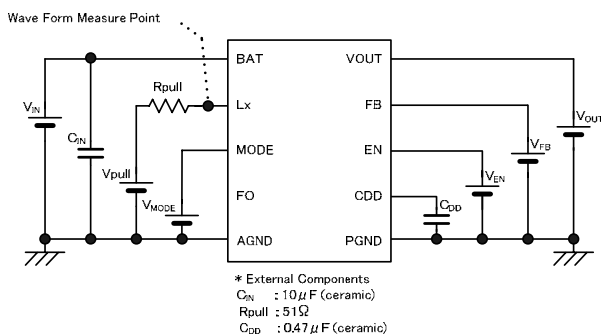 Wave Form Measure Point
BAT
VOUT
Rpull
Lx
FB
VIN
CIN
MODE
EN
VOUT
VFB
Vpull
VEN
FO
CDD
VMODE
CDD
AGND
PGND
* External Components
CIN : 10μF (ceramic)
Rpull : 51Ω
CDD : 0.47μF (ceramic)